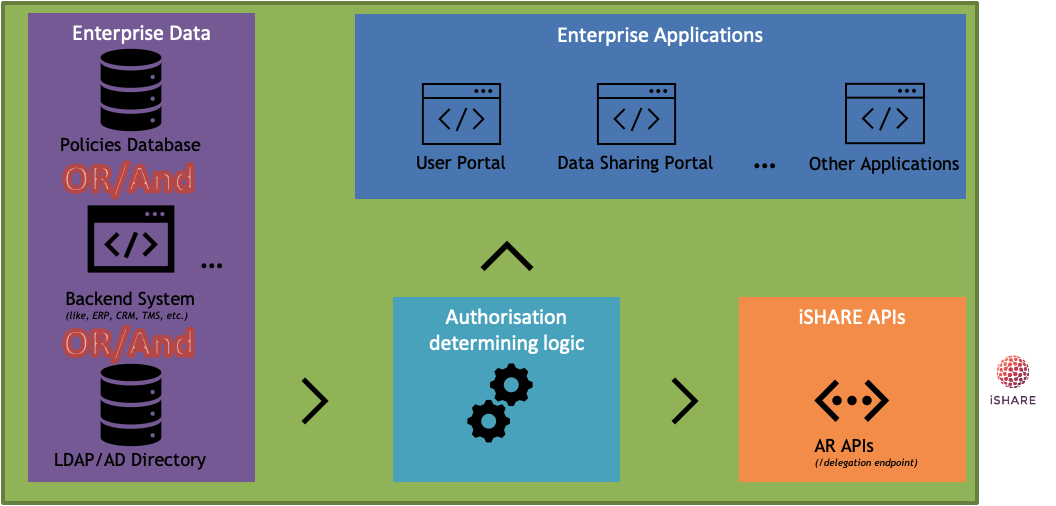 Enterprise Data
Policies Database
OR/And
...
Backend System
(like, ERP, CRM, TMS, etc.)
OR/And
LDAP/AD Directory
Enterprise Applications
</>
</>
</>
User Portal
Data Sharing Portal
...
Other Applications
Authorisation
determining logic
iSHARE APIs
AR APIs
(/delegation endpoint)
iSHARE